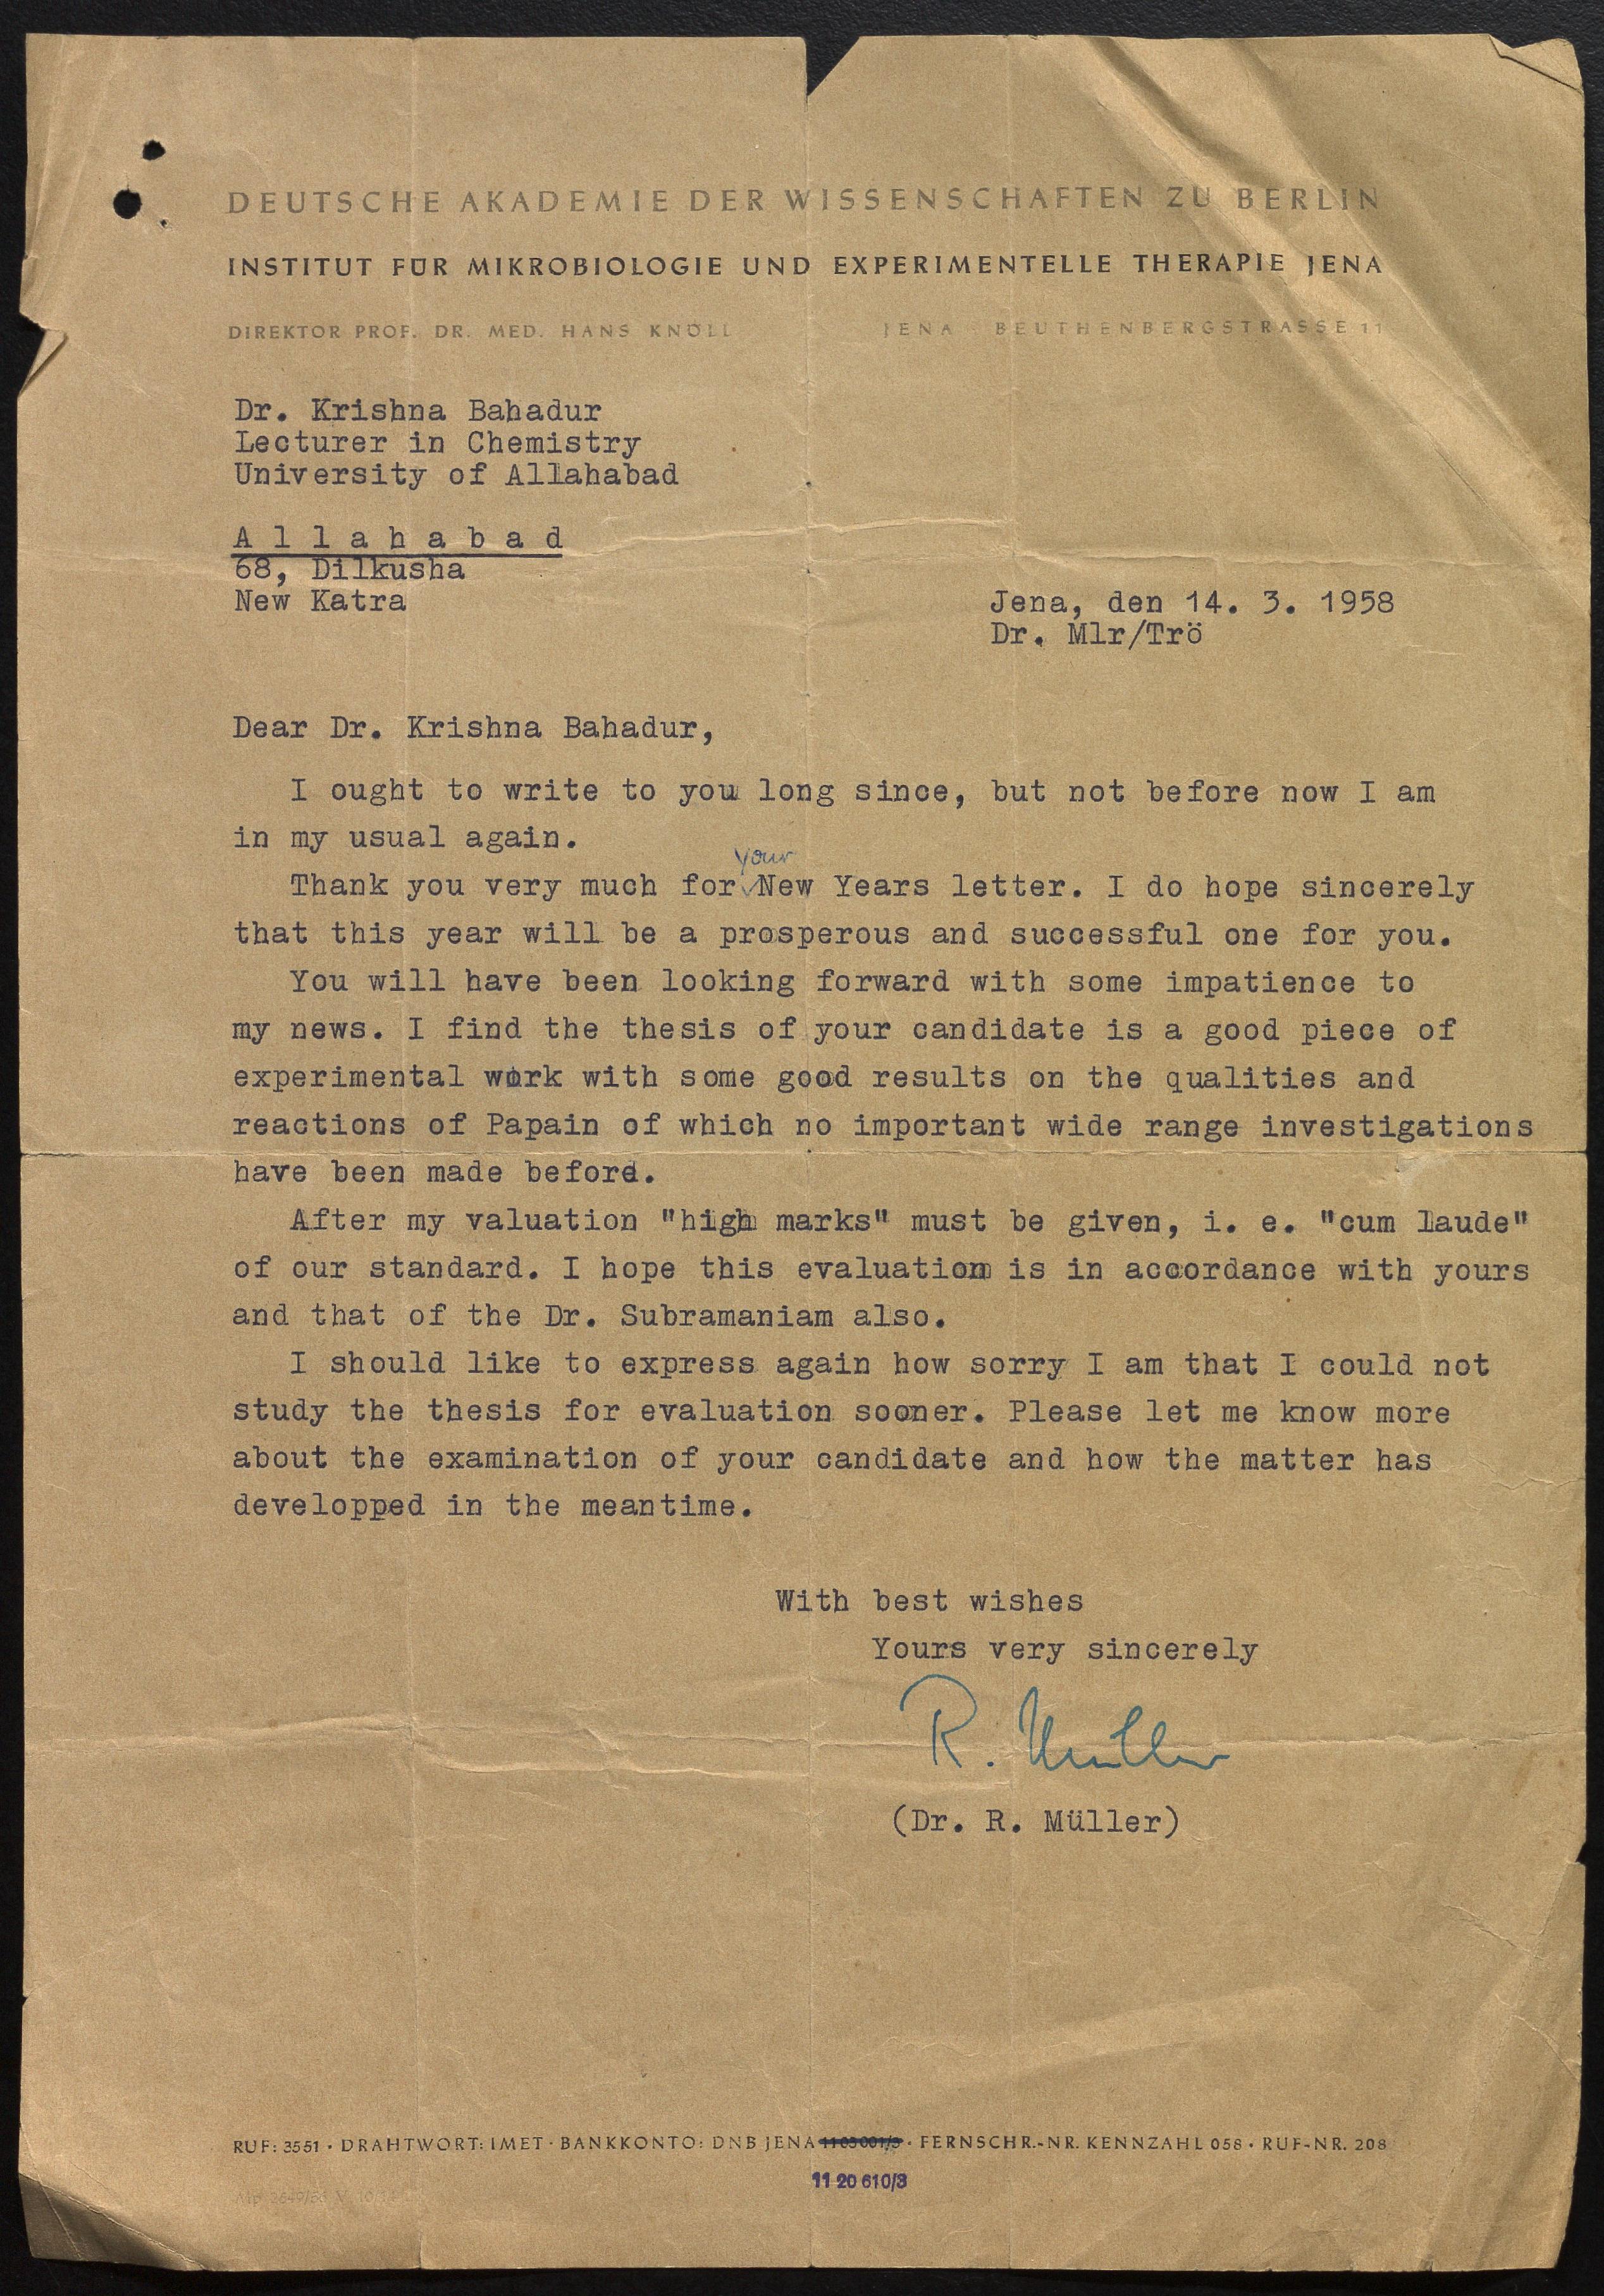 DEUTSCHE AKADEMIE DER WISSENSCHAFTEN ZU BERLIN
INSTITUT FÜR MIKROBIOLOGIE UND EXPERIMENTELLE THERAPIE JENA
DIREKTOR PROF. DR. MED. HANS KNÖLL JENA BEUTHENBERGSTRASSE 11
Dr. Krishna Bahadur
Lecturer in Chemistry
University of Allahabad
A l l a h a b a d
68, Dilkusha
New Katra
Jena, den 14. 3. 1958
Dr. Mlr/Trö
Dear Dr. Krishna Bahadur,
I ought to write to you long since, but not before now I am
in my usual again.
your
Thank you very much for New Years letter. I do hope sincerely
that this year will be a prosperous and successful one for you.
You will have been looking forward with some impatience to
my news. I find the thesis of your candidate is a good piece of
experimental work with some good results on the qualities and
reactions of Papain of which no important wide range investigations
have been made before.
After my valuation "high marks" must be given, i. e. "cum laude"
of our standard. I hope this evaluation is in accordance with yours
and that of the Dr. Subramaniam also.
I should like to express again how sorry I am that I could not
study the thesis for evaluation sooner. Please let me know more
about the examination of your candidate and how the matter has
developped in the meantime.
With best wishes
Yours very sincerely
R. Müller
(Dr. R. Müller)
RUF: 3551 · DRAHTWORT: IMET · BANKKONTO: DNB JENA · FERNSCHR.-NR. KENNZAHL 058 · RUF-NR. 208
11 20 610/3